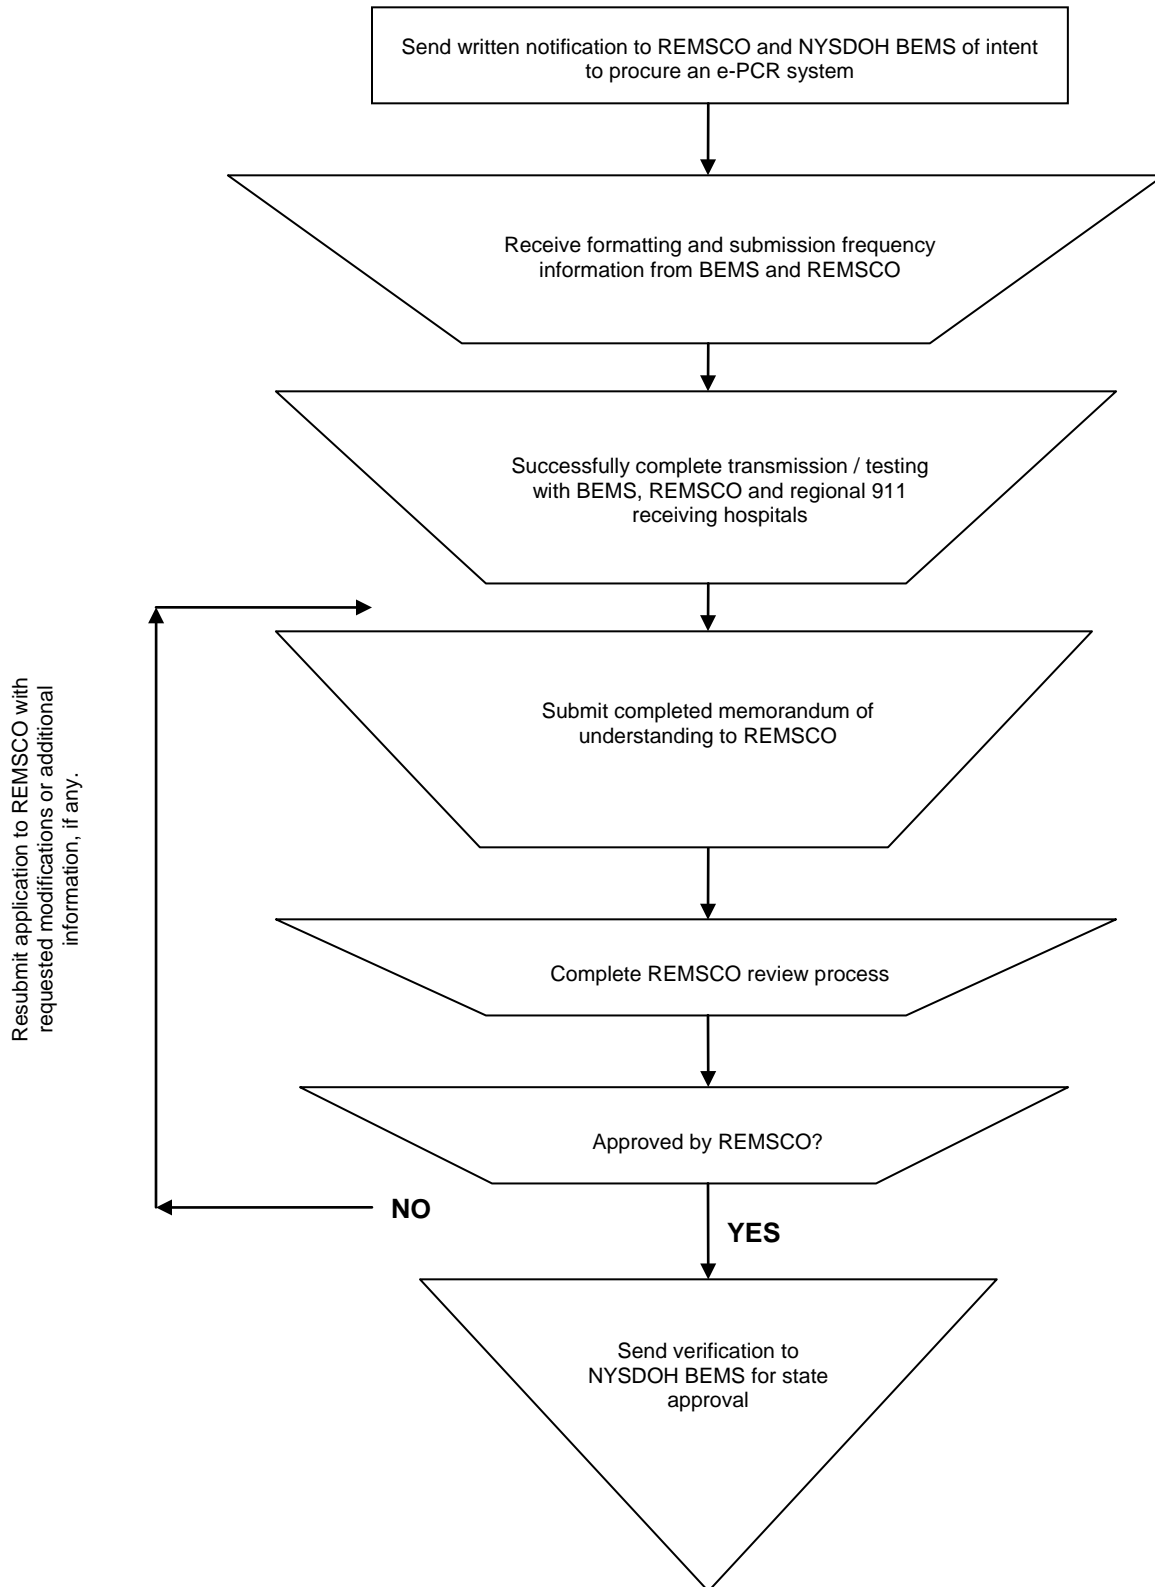 Send written notification to REMSCO and NYSDOH BEMS of intent
to procure an e-PCR system
Receive formatting and submission frequency
information from BEMS and REMSCO
Successfully complete transmission / testing
with BEMS, REMSCO and regional 911
receiving hospitals
Submit completed memorandum of
understanding to REMSCO
Resubmit application to REMSCO with
requested modifications or additional
information, if any.
Complete REMSCO review process
Approved by REMSCO?
NO
YES
Send verification to
NYSDOH BEMS for state
approval